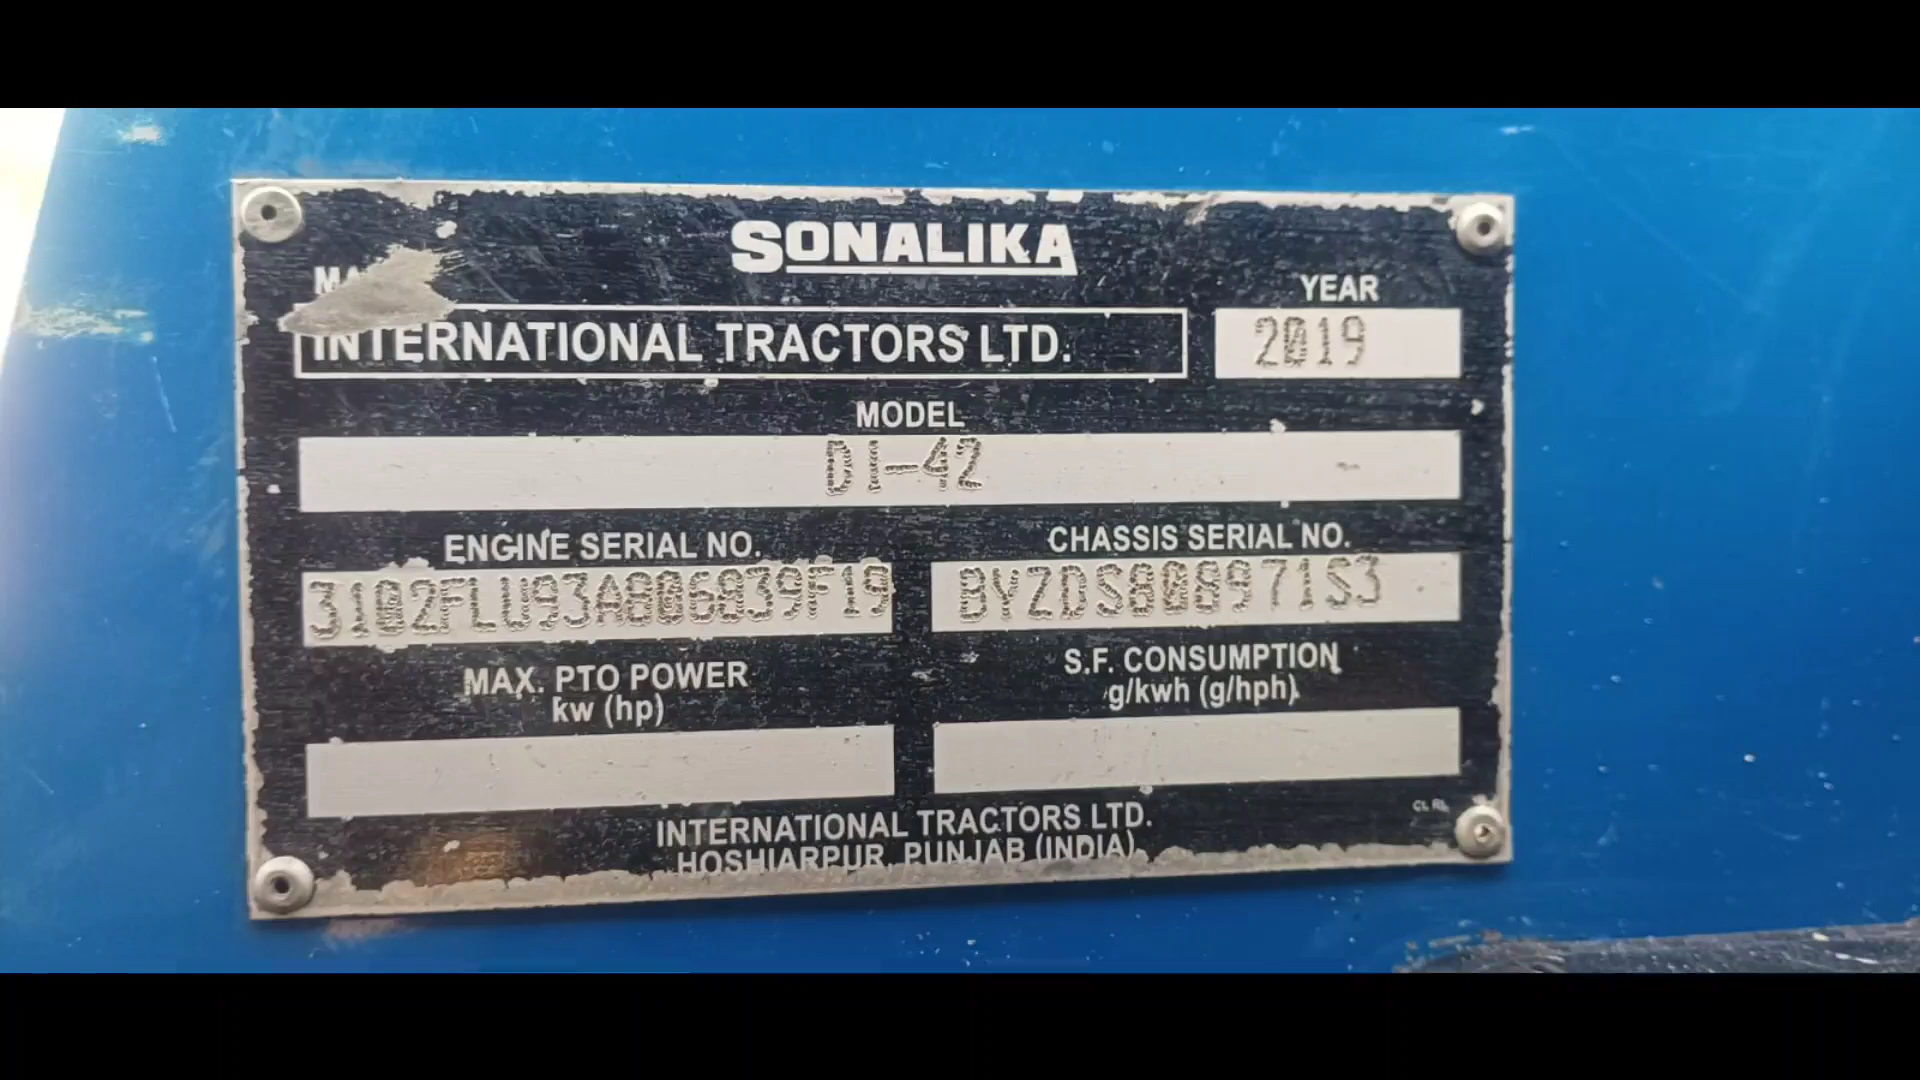 SONALIKA
YEAR
INTERNATIONAL TRACTORS LTD.
2019
MODEL
DI-42
ENGINE SERIAL NO.
CHASSIS SERIAL NO.
MAX. PTO POWER
kw (hp)
S.F. CONSUMPTION
g/kwh (g/hph)
INTERNATIONAL TRACTORS LTD.
HOSHIARPUR, PUNJAB (INDIA)